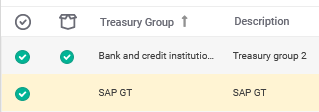 Treasury Group ↑ Description
Bank and credit institutio... Treasury group 2
SAP GT SAP GT